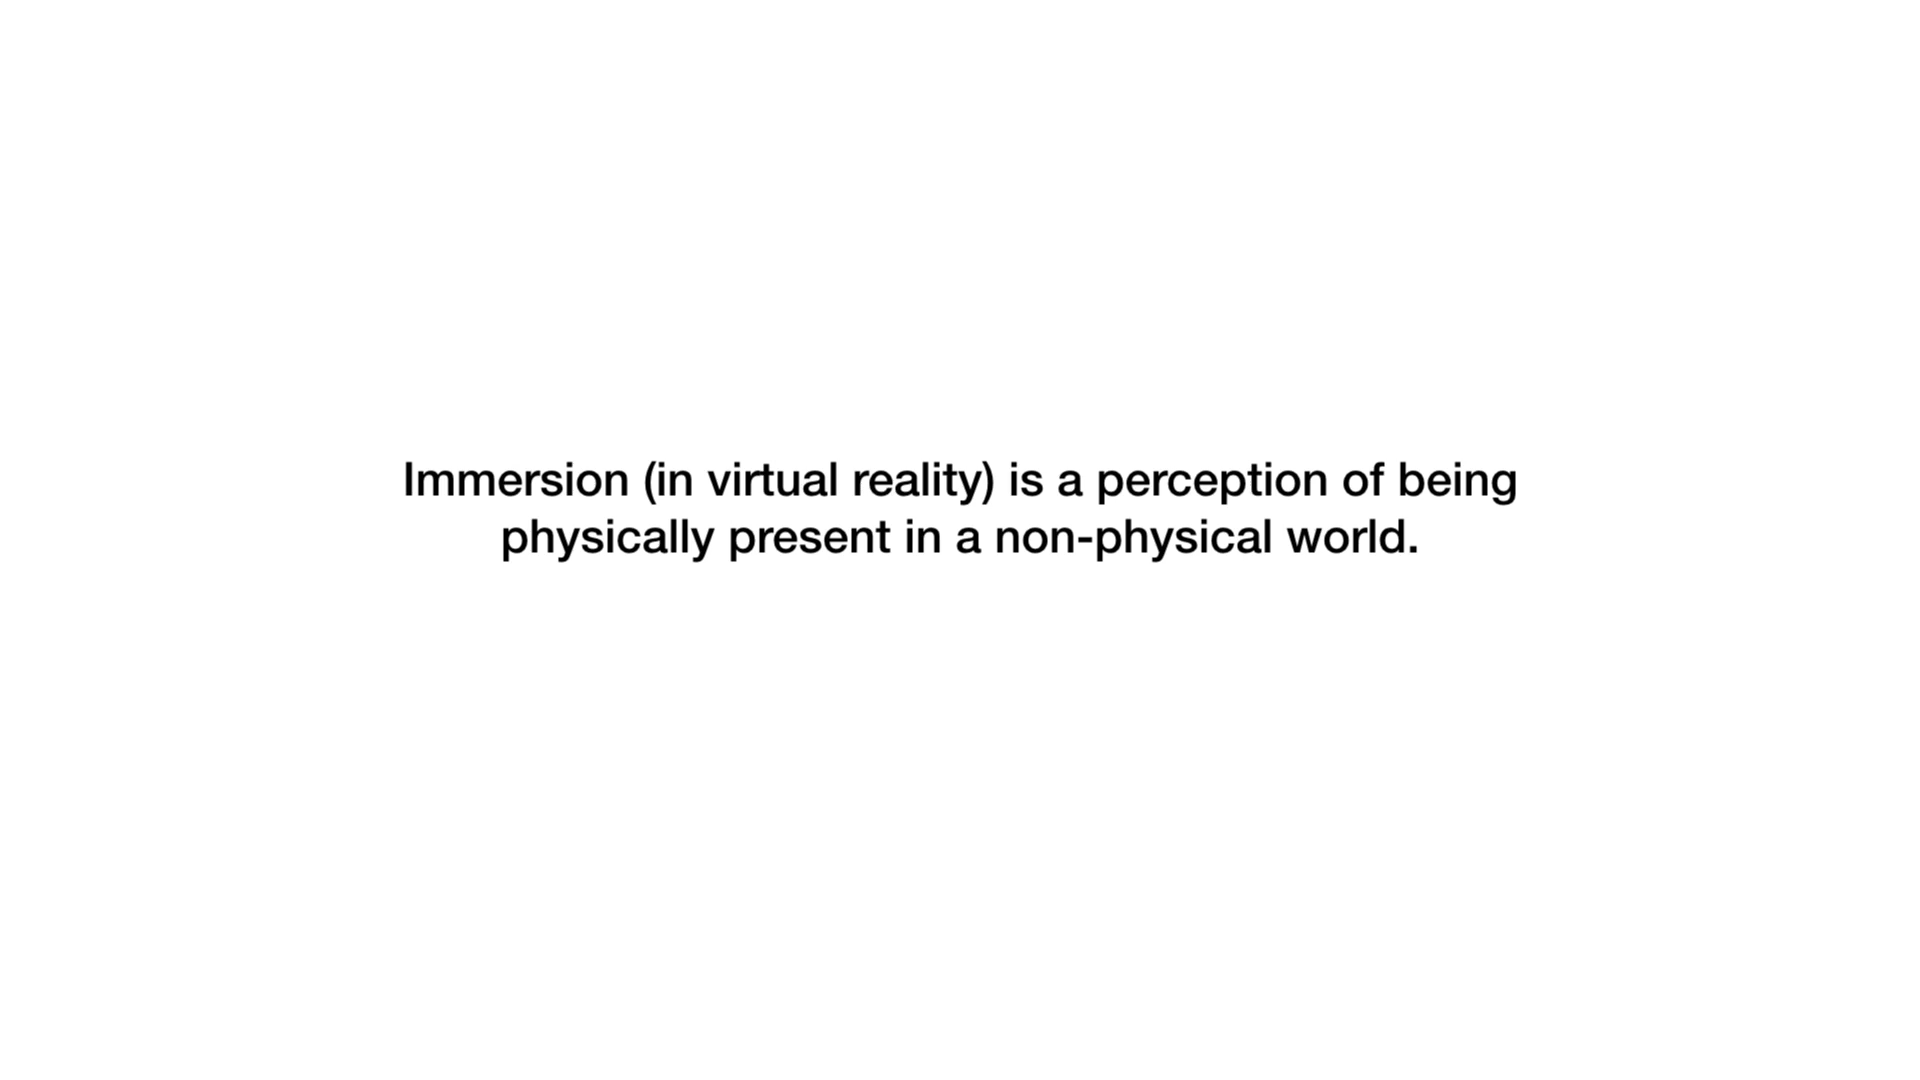 Immersion (in virtual reality) is a perception of being
physically present in a non-physical world.